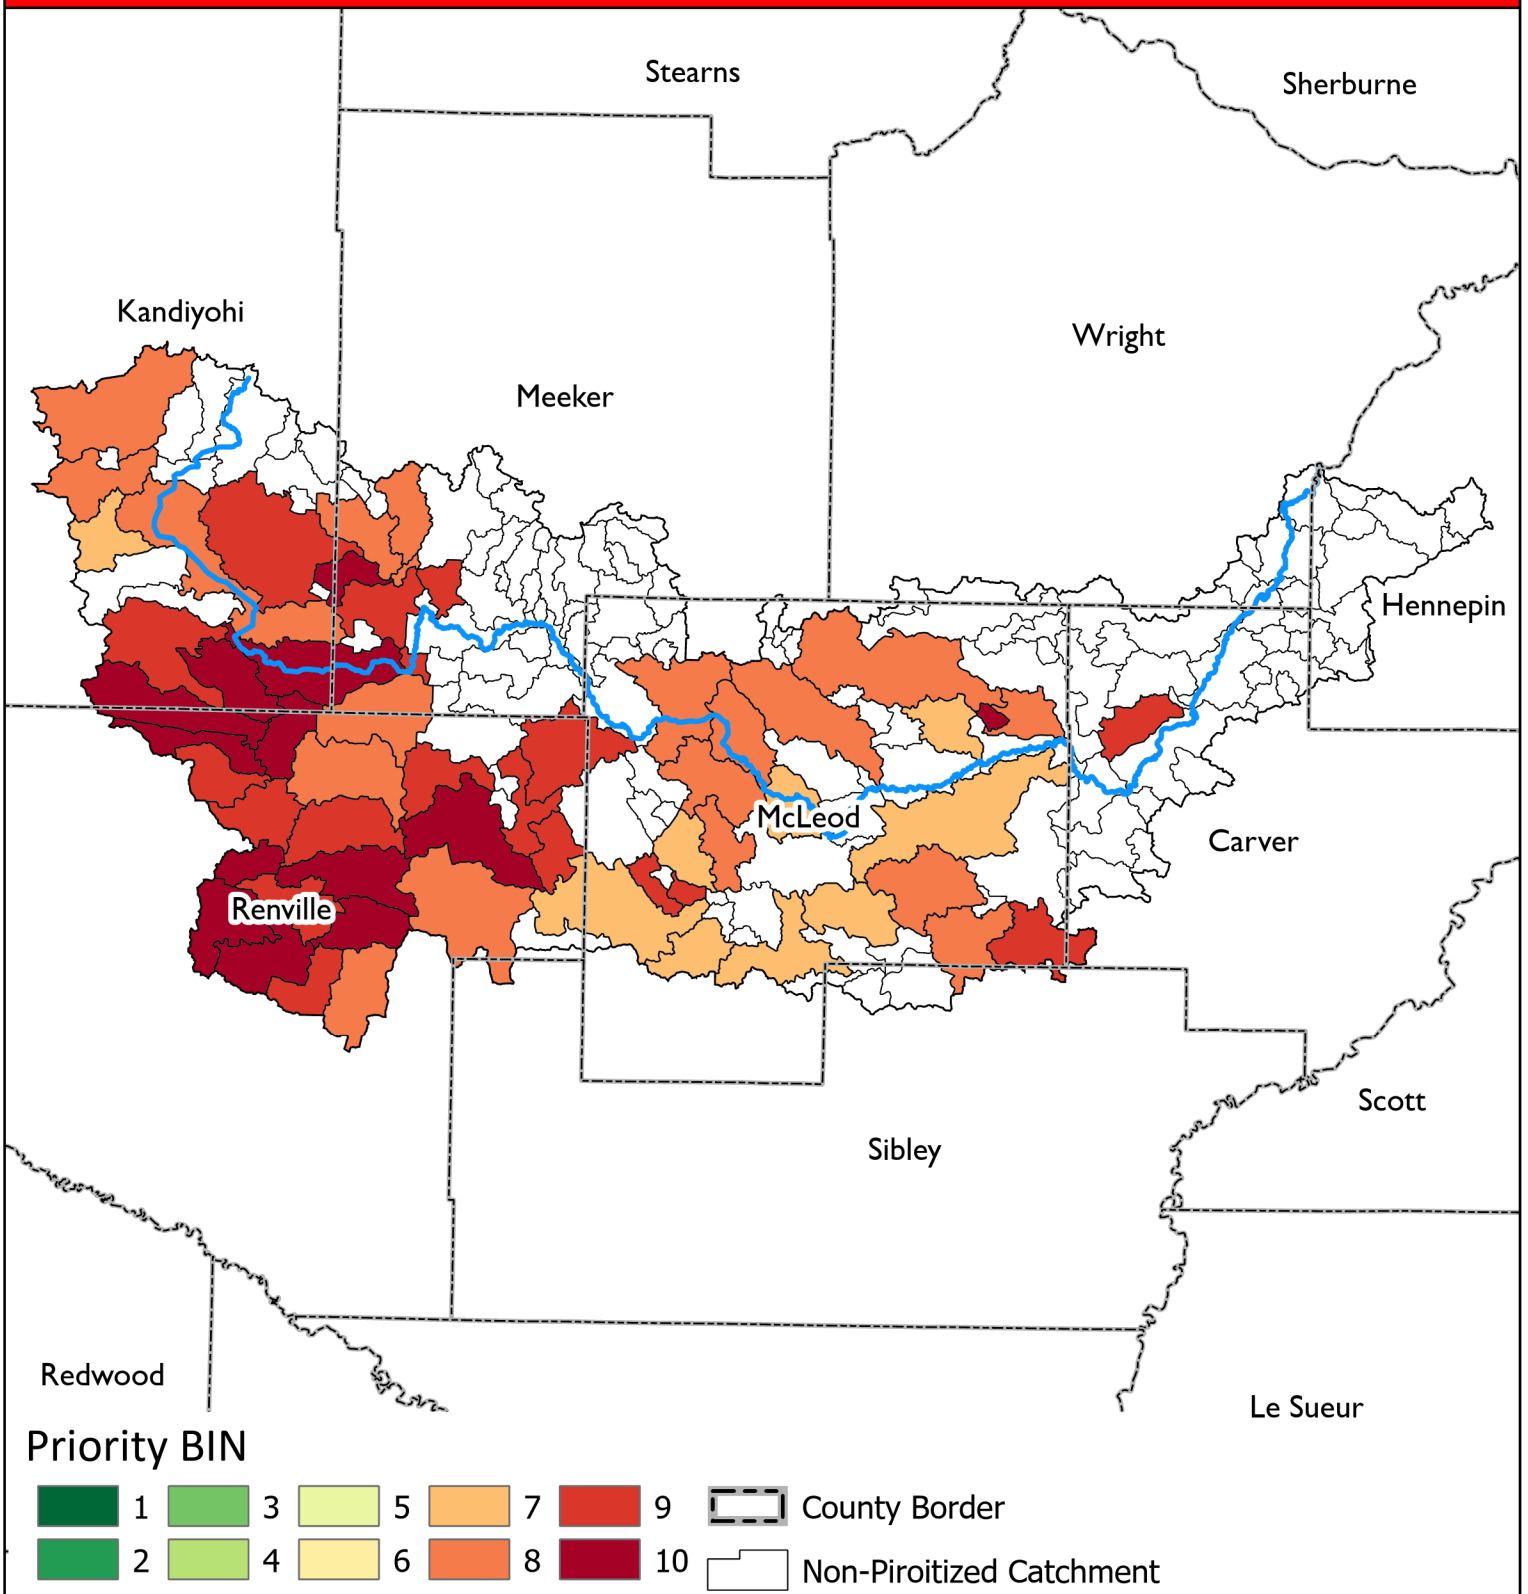 Stearns
Sherburne
Kandiyohi
Wright
Meeker
Hennepin
McLeod
Carver
Renville
Scott
Sibley
Redwood
Le Sueur
Priority BIN
1 3 5 7 9 County Border
2 4 6 8 10 Non-Piroitized Catchment